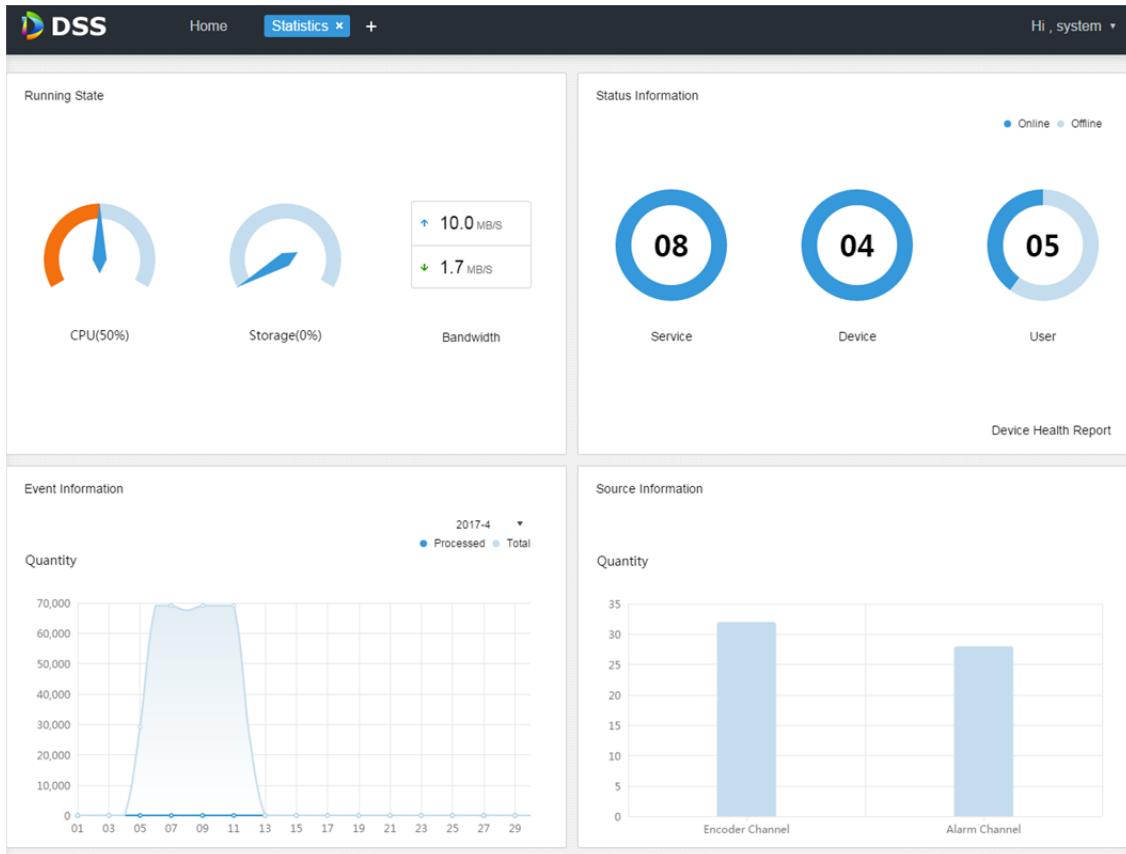 DSS Home Statistics × + Hi , system ▼
Running State
CPU(50%)
Storage(0%)
↑ 10.0 MB/S
↓ 1.7 MB/S
Bandwidth
Status Information
Online Offline
08 04 05
Service Device User
Device Health Report
Event Information
2017-4 ▼
Processed Total
Quantity
70,000
60,000
50,000
40,000
30,000
20,000
10,000
0
01 03 05 07 09 11 13 15 17 19 21 23 25 27 29
Source Information
Quantity
35
30
25
20
15
10
5
0
Encoder Channel Alarm Channel